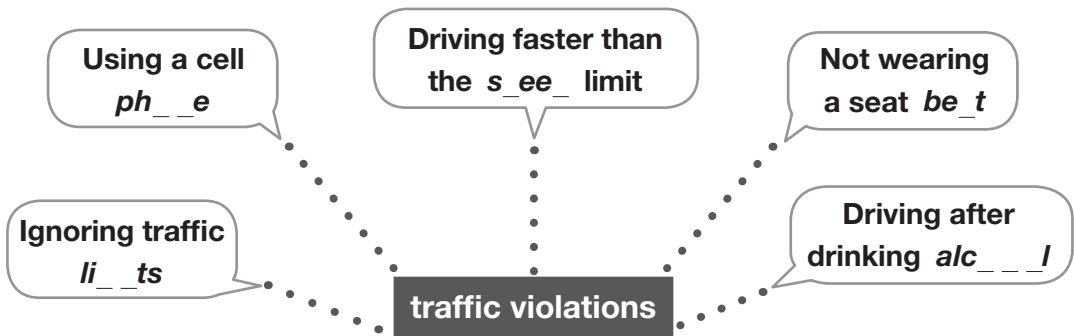 Using a cell
ph_ _e
Driving faster than
the s_ee_ limit
Not wearing
a seat be_t
Ignoring traffic
li_ _ts
Driving after
drinking alc_ _ _l
traffic violations